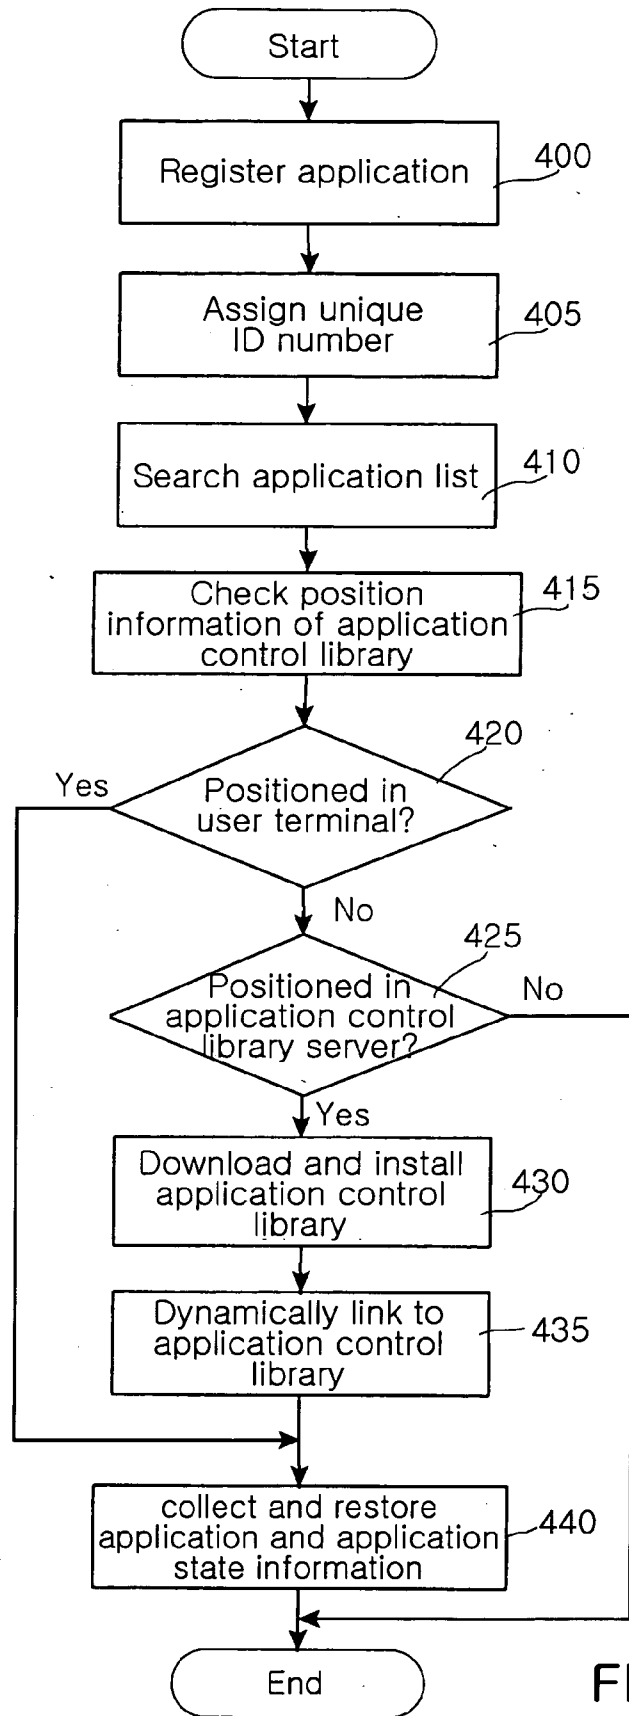 Start
Register application
400
Assign unique
ID number
405
Search application list
410
Check position
information of application
control library
415
420
Yes
Positioned in
user terminal?
No
425
Positioned in
application control
library server?
No
Yes
Download and install
application control
library
430
Dynamically link to
application control
library
435
collect and restore
application and application
state information
440
End